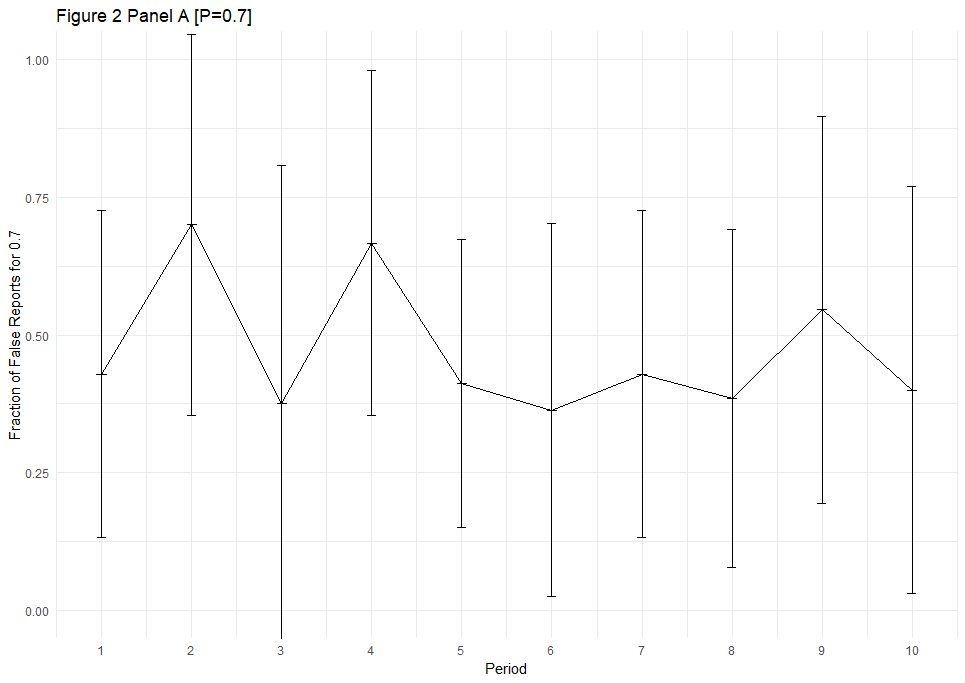 Figure 2 Panel A [P=0.7]
Fraction of False Reports for 0.7
1.00
0.75
0.50
0.25
0.00
1 2 3 4 5 6 7 8 9 10
Period